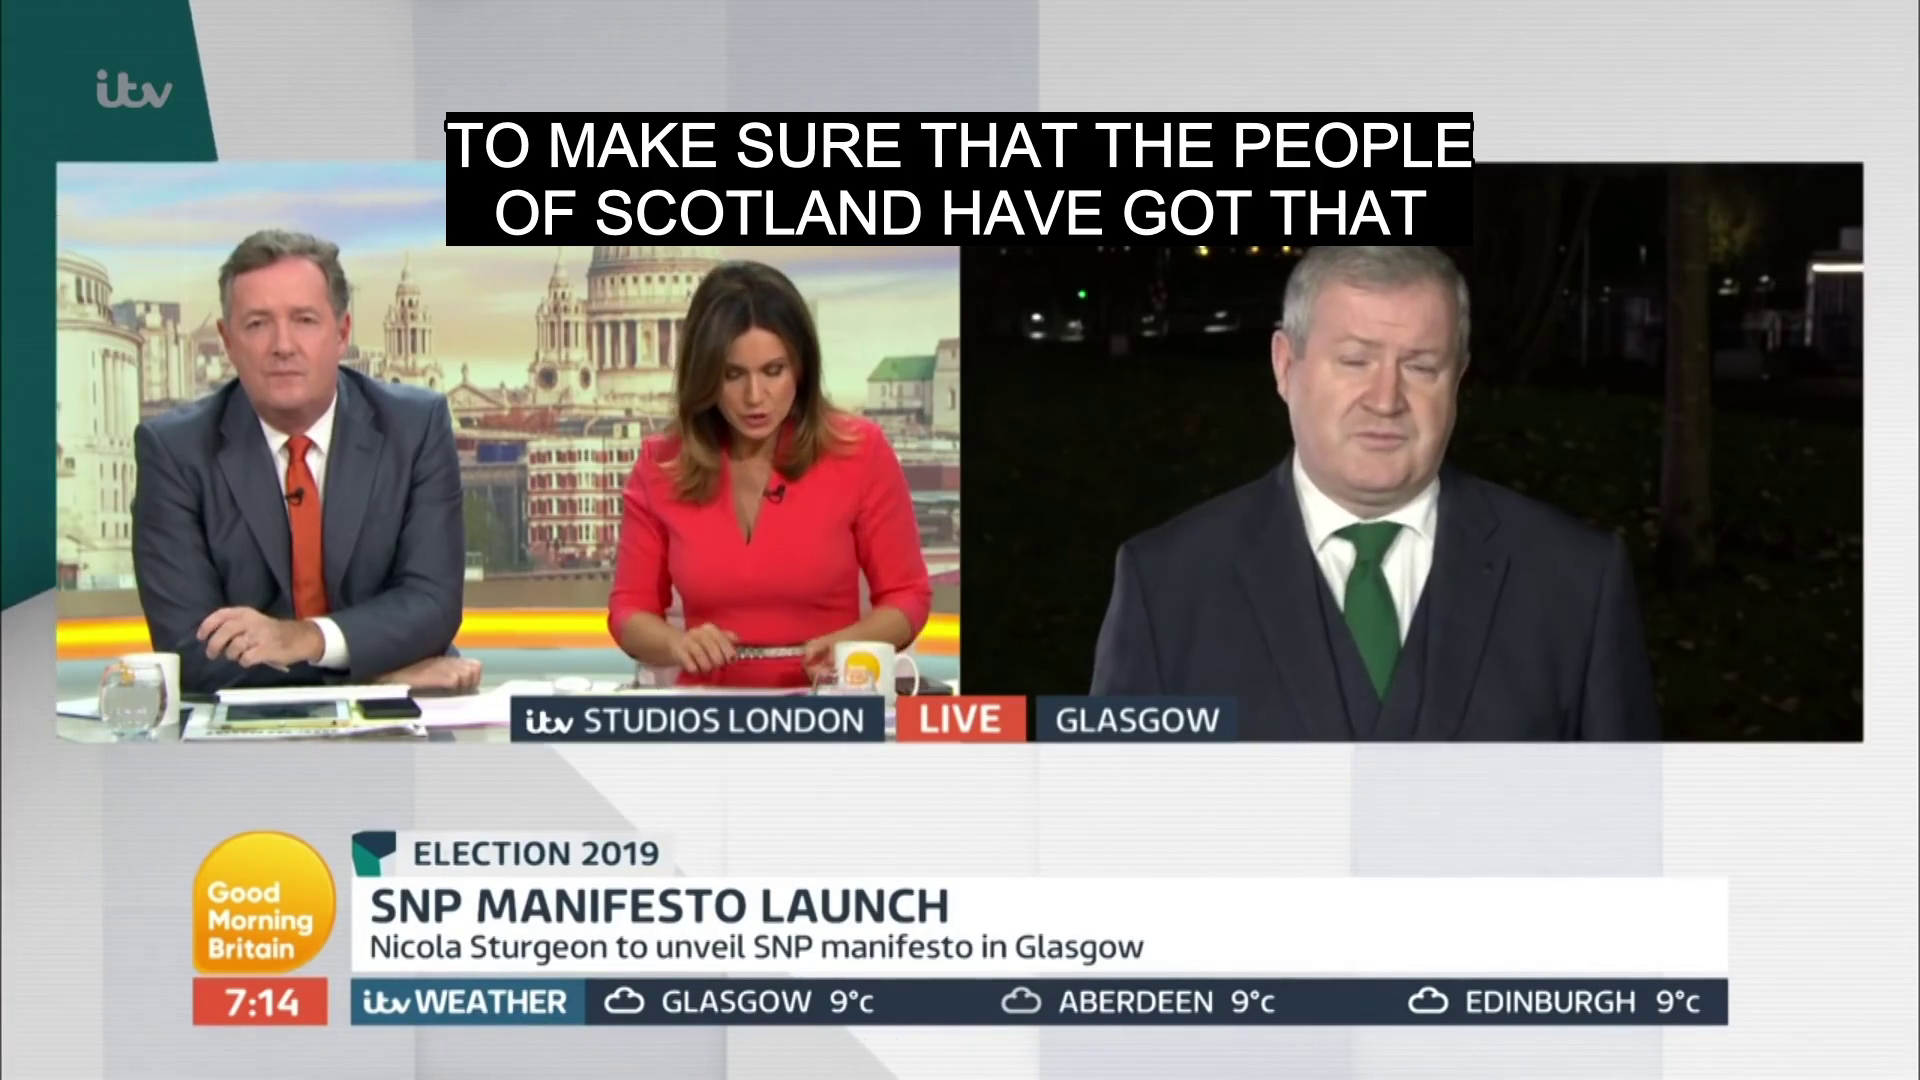 itv
TO MAKE SURE THAT THE PEOPLE
OF SCOTLAND HAVE GOT THAT
itv STUDIOS LONDON
LIVE
GLASGOW
ELECTION 2019
SNP MANIFESTO LAUNCH
Nicola Sturgeon to unveil SNP manifesto in Glasgow
Good
Morning
Britain
7:14
itv WEATHER
GLASGOW 9°c
ABERDEEN 9°c
EDINBURGH 9°c